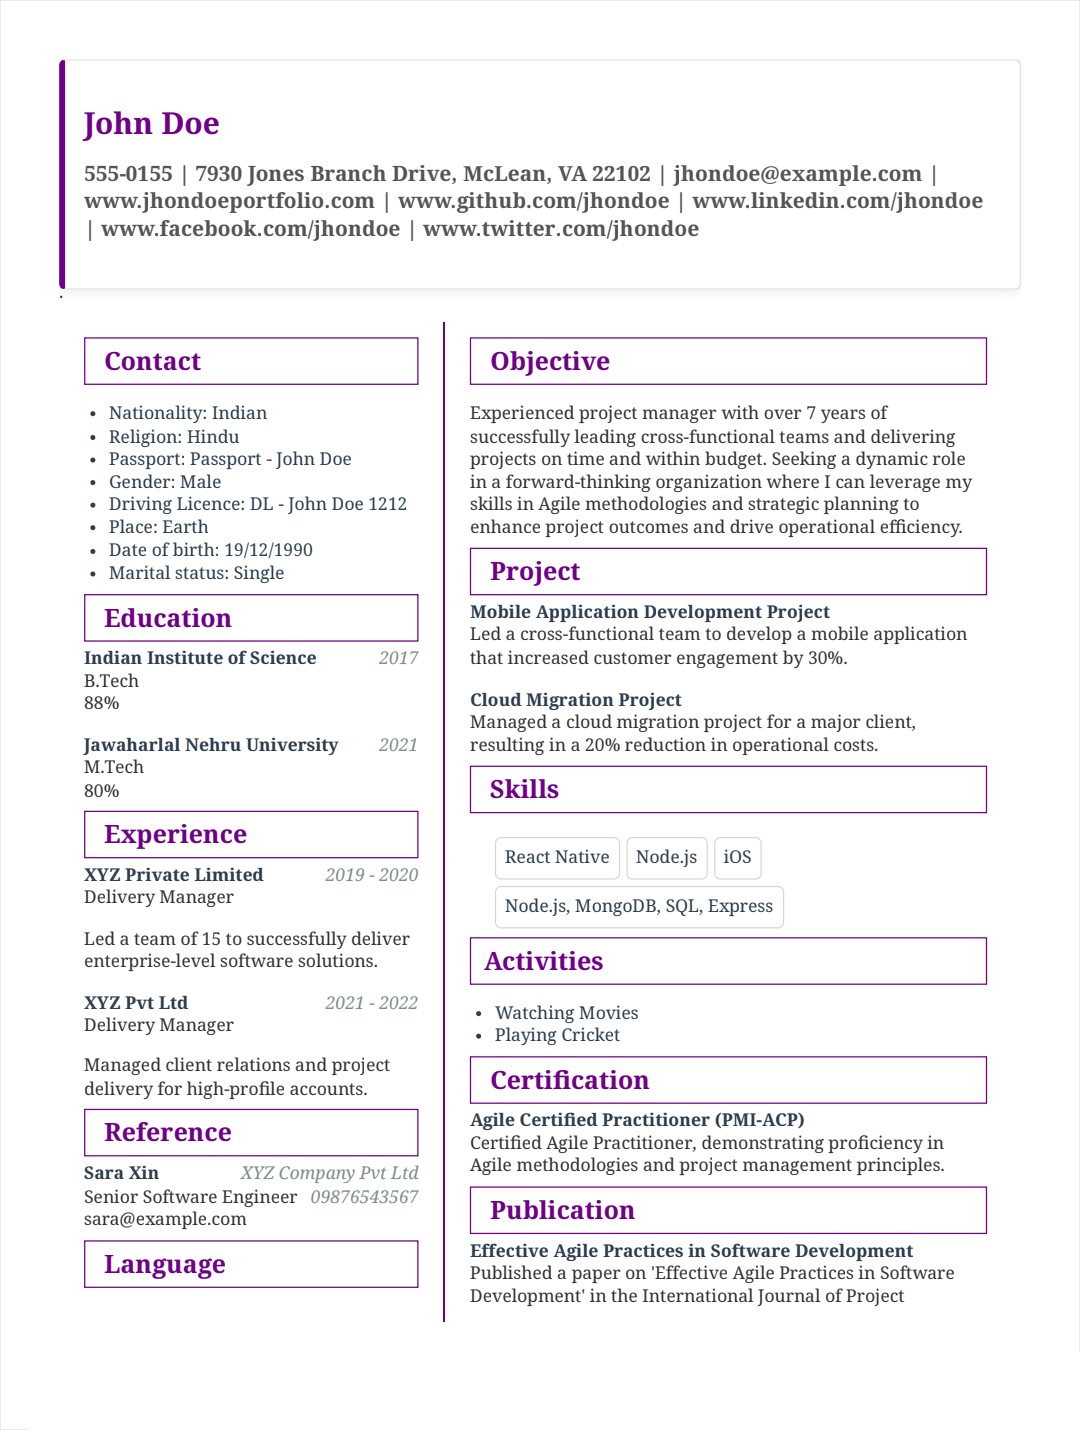 John Doe
555-0155 | 7930 Jones Branch Drive, McLean, VA 22102 | jhondoe@example.com |
www.jhondoeportfolio.com | www.github.com/jhondoe | www.linkedin.com/jhondoe
| www.facebook.com/jhondoe | www.twitter.com/jhondoe
.
Contact
• Nationality: Indian
• Religion: Hindu
• Passport: Passport - John Doe
• Gender: Male
• Driving Licence: DL - John Doe 1212
• Place: Earth
• Date of birth: 19/12/1990
• Marital status: Single
Education
Indian Institute of Science 2017
B.Tech
88%
Jawaharlal Nehru University 2021
M.Tech
80%
Experience
XYZ Private Limited 2019 - 2020
Delivery Manager
Led a team of 15 to successfully deliver
enterprise-level software solutions.
XYZ Pvt Ltd 2021 - 2022
Delivery Manager
Managed client relations and project
delivery for high-profile accounts.
Reference
Sara Xin XYZ Company Pvt Ltd
Senior Software Engineer 09876543567
sara@example.com
Language
Objective
Experienced project manager with over 7 years of
successfully leading cross-functional teams and delivering
projects on time and within budget. Seeking a dynamic role
in a forward-thinking organization where I can leverage my
skills in Agile methodologies and strategic planning to
enhance project outcomes and drive operational efficiency.
Project
Mobile Application Development Project
Led a cross-functional team to develop a mobile application
that increased customer engagement by 30%.
Cloud Migration Project
Managed a cloud migration project for a major client,
resulting in a 20% reduction in operational costs.
Skills
React Native Node.js iOS
Node.js, MongoDB, SQL, Express
Activities
• Watching Movies
• Playing Cricket
Certification
Agile Certified Practitioner (PMI-ACP)
Certified Agile Practitioner, demonstrating proficiency in
Agile methodologies and project management principles.
Publication
Effective Agile Practices in Software Development
Published a paper on 'Effective Agile Practices in Software
Development' in the International Journal of Project